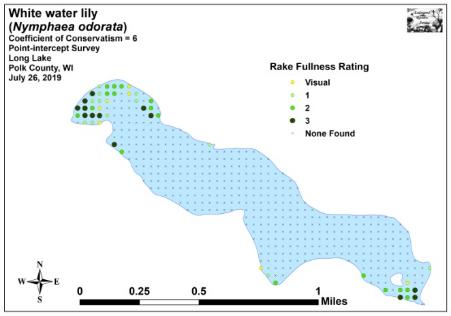 White water lily
(Nymphaea odorata)
Coefficient of Conservatism = 6
Point-intercept Survey
Long Lake
Polk County, WI
July 26, 2019
Rake Fullness Rating
Visual
1
2
3
None Found
N
W E
S
0 0.25 0.5 1
Miles